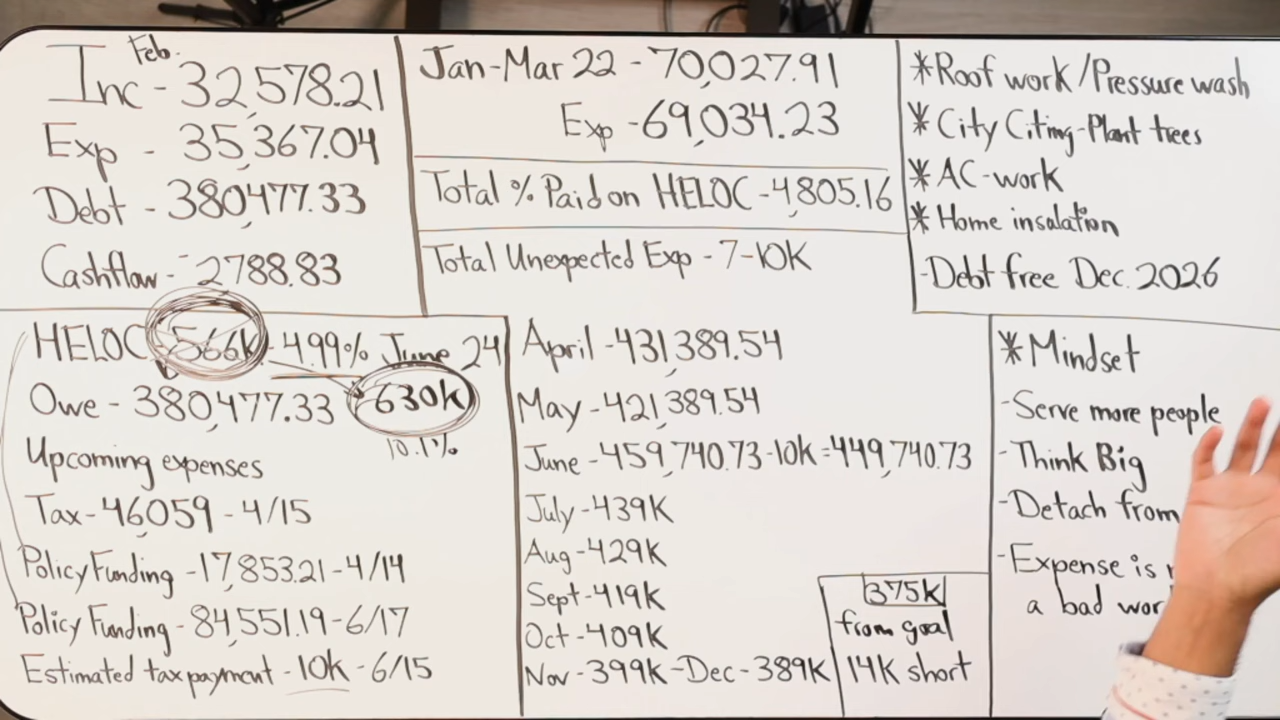 Feb.
Inc - 32,578.21
Exp - 35,367.04
Debt - 380,477.33
Cashflow - -2788.83
Jan-Mar 22 - 70,027.91
Exp - 69,034.23
Total % Paid on HELOC - 4,805.16
Total Unexpected Exp - 7-10K
*Roof work/Pressure wash
*City Citing-Plant trees
*AC-work
*Home insalation
-Debt free Dec. 2026
HELOC - 566K - 4.99% June 24
Owe - 380,477.33 630K
10.1%
Upcoming expenses
Tax - 46,059 - 4/15
Policy Funding - 17,853.21 - 4/14
Policy Funding - 84,551.19 - 6/17
Estimated tax payment - 10K - 6/15
April - 431,389.54
May - 421,389.54
June - 459,740.73-10K=449,740.73
July - 439K
Aug - 429K
Sept - 419K
Oct - 409K
Nov - 399K - Dec - 389K
375K
from goal
14K short
*Mindset
-Serve more people
-Think Big
-Detach from
-Expense is
a bad